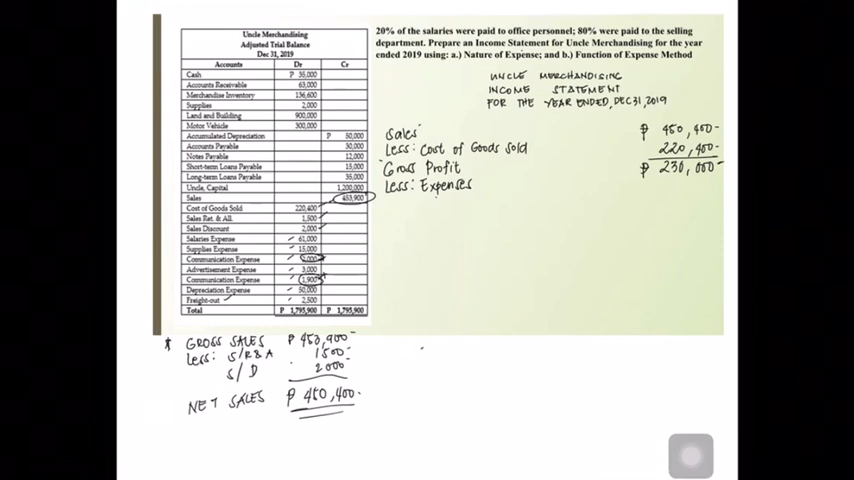 Uncle Merchandising
Adjusted Trial Balance
Dec 31, 2019
Accounts Dr Cr
Cash P 35,000
Accounts Receivable 63,000
Merchandise Inventory 136,600
Supplies 2,000
Land and Building 900,000
Motor Vehicle 300,000
Accumulated Depreciation P 50,000
Accounts Payable 30,000
Notes Payable 12,000
Short-term Loans Payable 15,000
Long-term Loans Payable 35,000
Uncle, Capital 1,200,000
Sales 453,900
Cost of Goods Sold 220,400
Sales Ret. & All. 1,500
Sales Discount 2,000
Salaries Expense 61,000
Supplies Expense 15,000
Communication Expense
Advertisement Expense 3,000
Communication Expense 1,900
Depreciation Expense 50,000
Freight-out 2,500
Total P 1,795,900 P 1,795,900
20% of the salaries were paid to office personnel; 80% were paid to the selling
department. Prepare an Income Statement for Uncle Merchandising for the year
ended 2019 using: a.) Nature of Expense; and b.) Function of Expense Method
UNCLE MERCHANDISING
INCOME STATEMENT
FOR THE YEAR ENDED, DEC 31, 2019
Sales ₱ 450,400-
Less: Cost of Goods Sold 220,400-
Gross Profit ₱ 230,000-
Less: Expenses
* GROSS SALES ₱ 453,900-
Less: S/R&A 1500-
S/D 2000-
NET SALES ₱ 450,400-